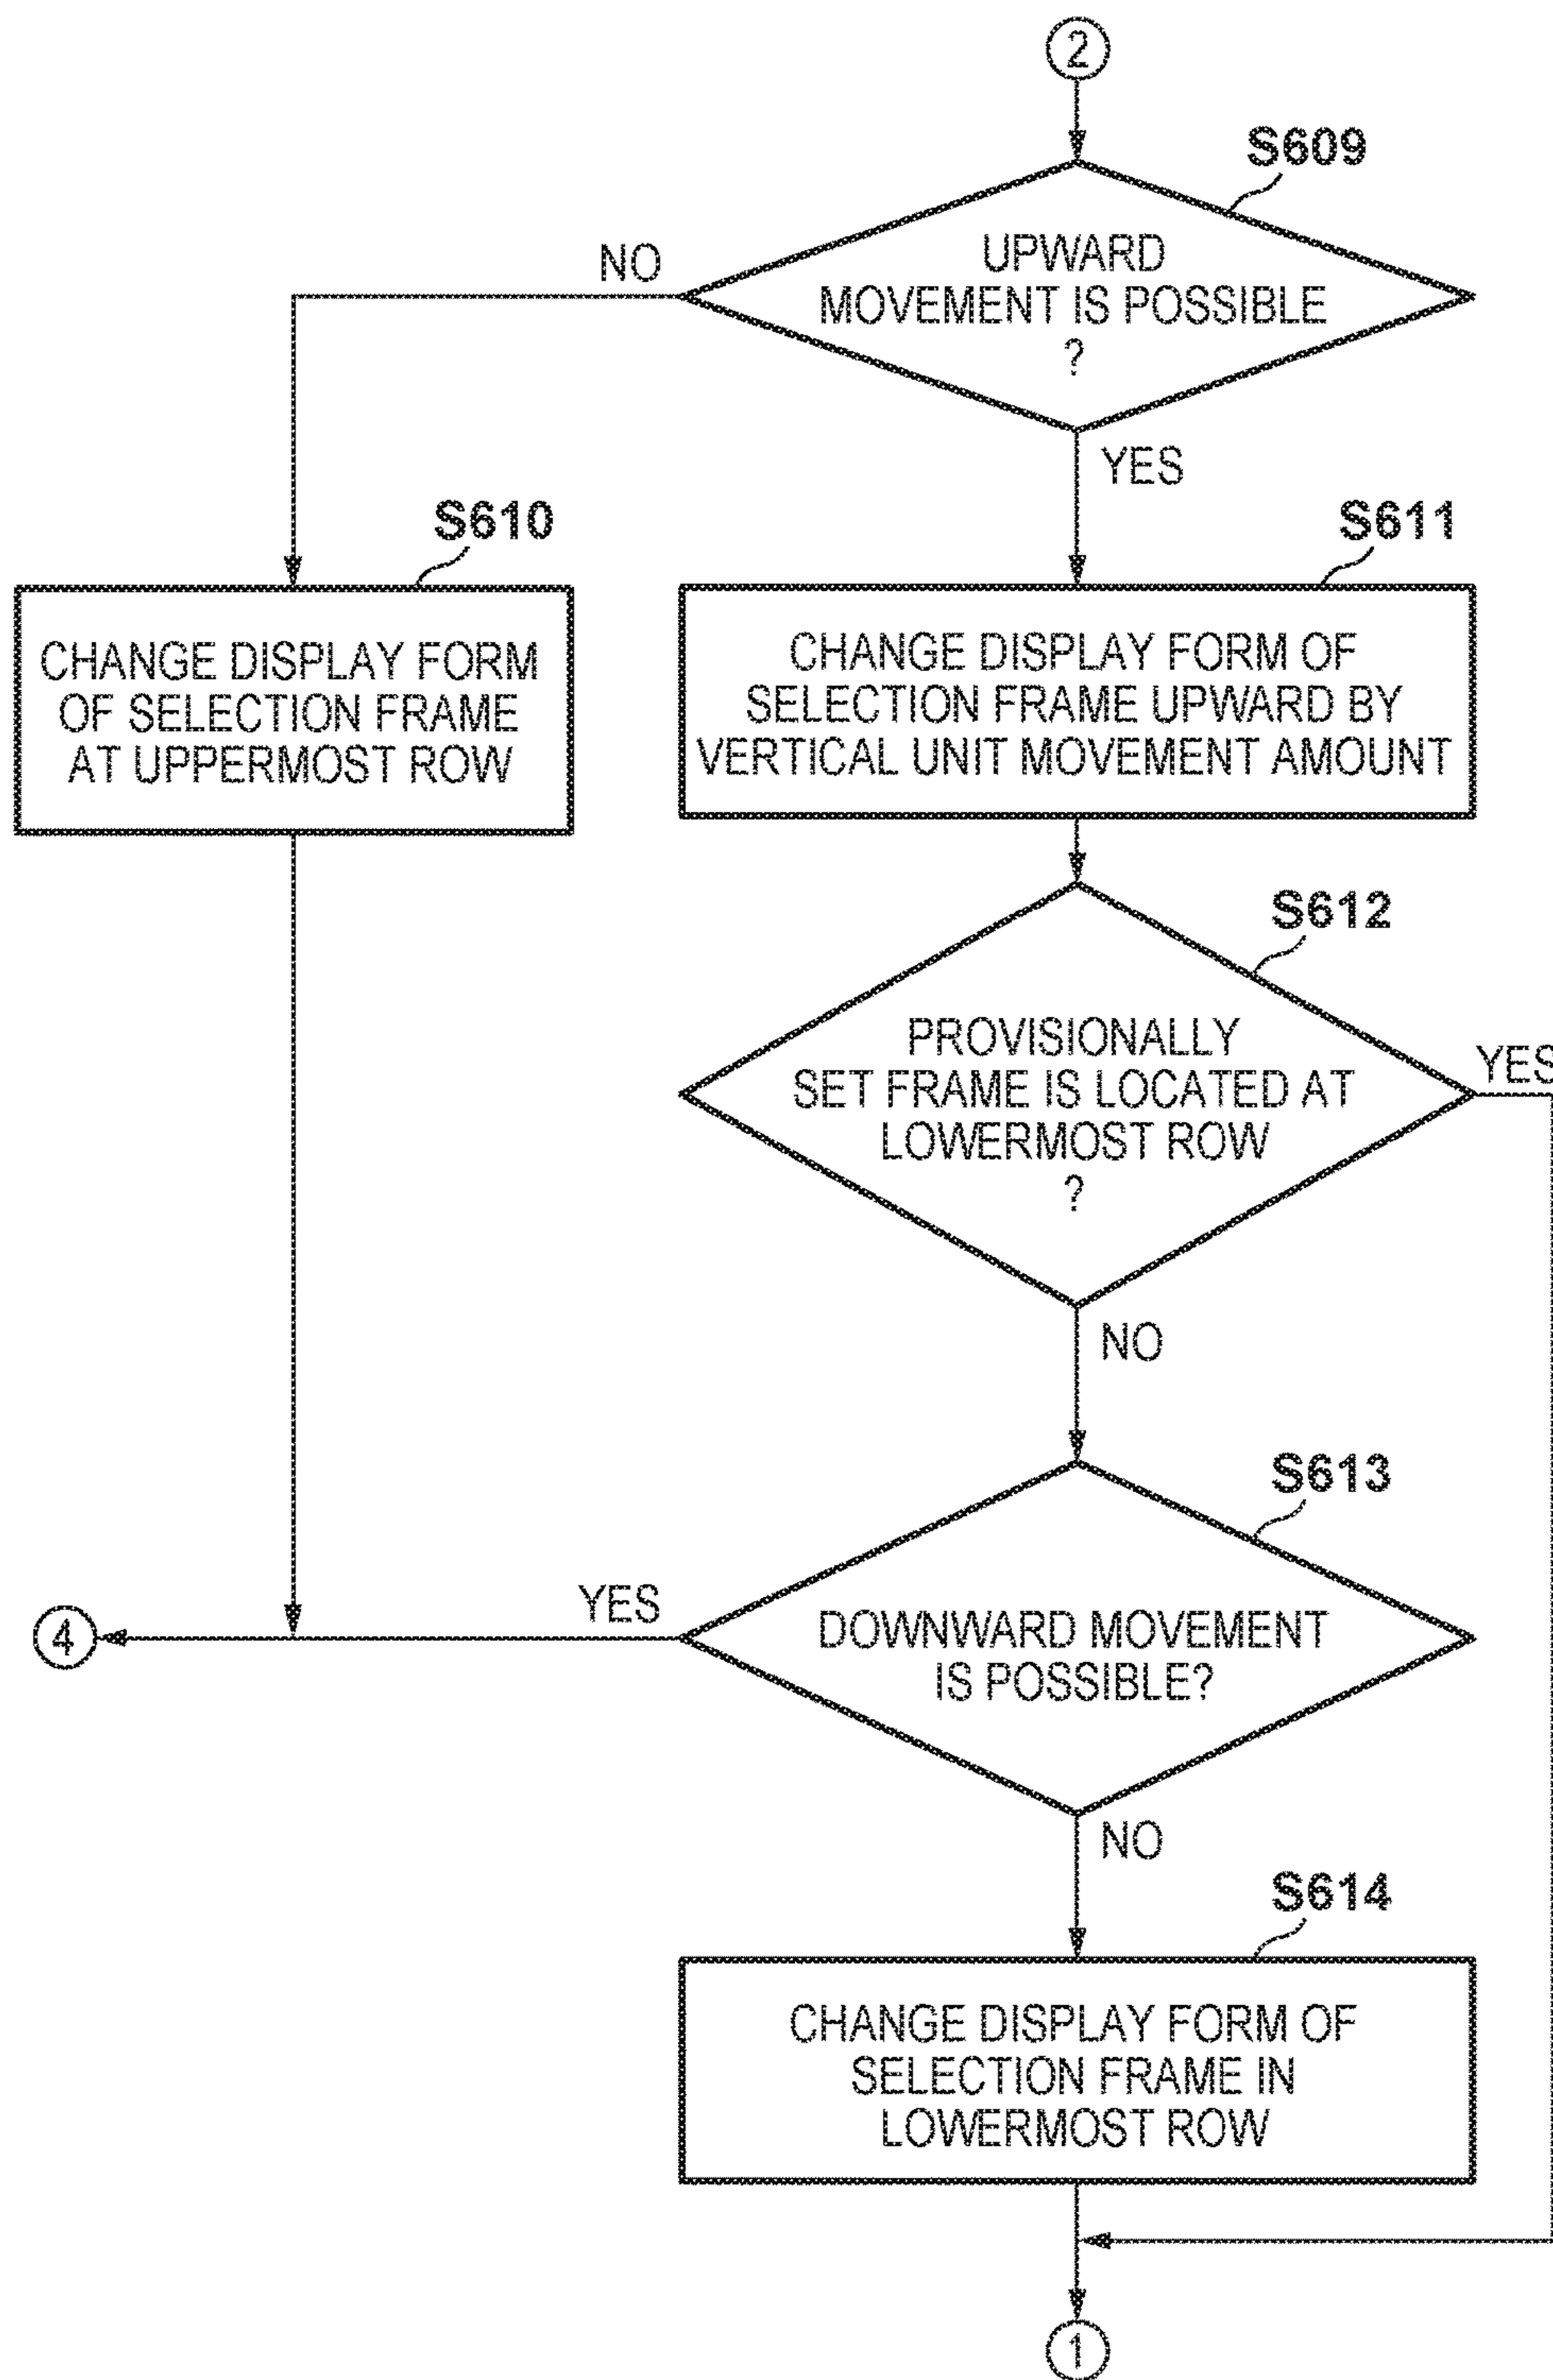 2
S609
UPWARD
MOVEMENT IS POSSIBLE
?
NO
YES
S610
CHANGE DISPLAY FORM
OF SELECTION FRAME
AT UPPERMOST ROW
S611
CHANGE DISPLAY FORM OF
SELECTION FRAME UPWARD BY
VERTICAL UNIT MOVEMENT AMOUNT
S612
PROVISIONALLY
SET FRAME IS LOCATED AT
LOWERMOST ROW
?
YES
NO
S613
DOWNWARD MOVEMENT
IS POSSIBLE?
YES
4
NO
S614
CHANGE DISPLAY FORM OF
SELECTION FRAME IN
LOWERMOST ROW
1